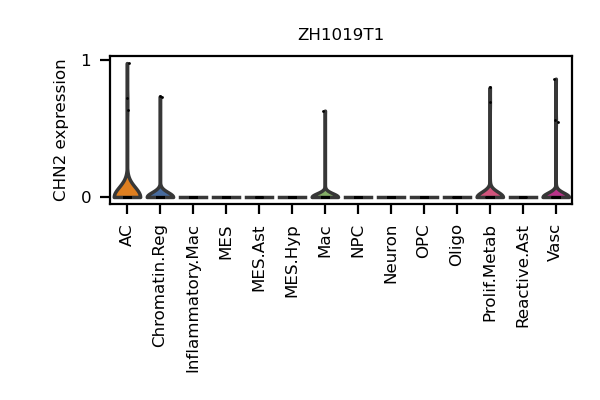 ZH1019T1
CHN2 expression
1
0
AC
Chromatin.Reg
Inflammatory.Mac
MES
MES.Ast
MES.Hyp
Mac
NPC
Neuron
OPC
Oligo
Prolif.Metab
Reactive.Ast
Vasc